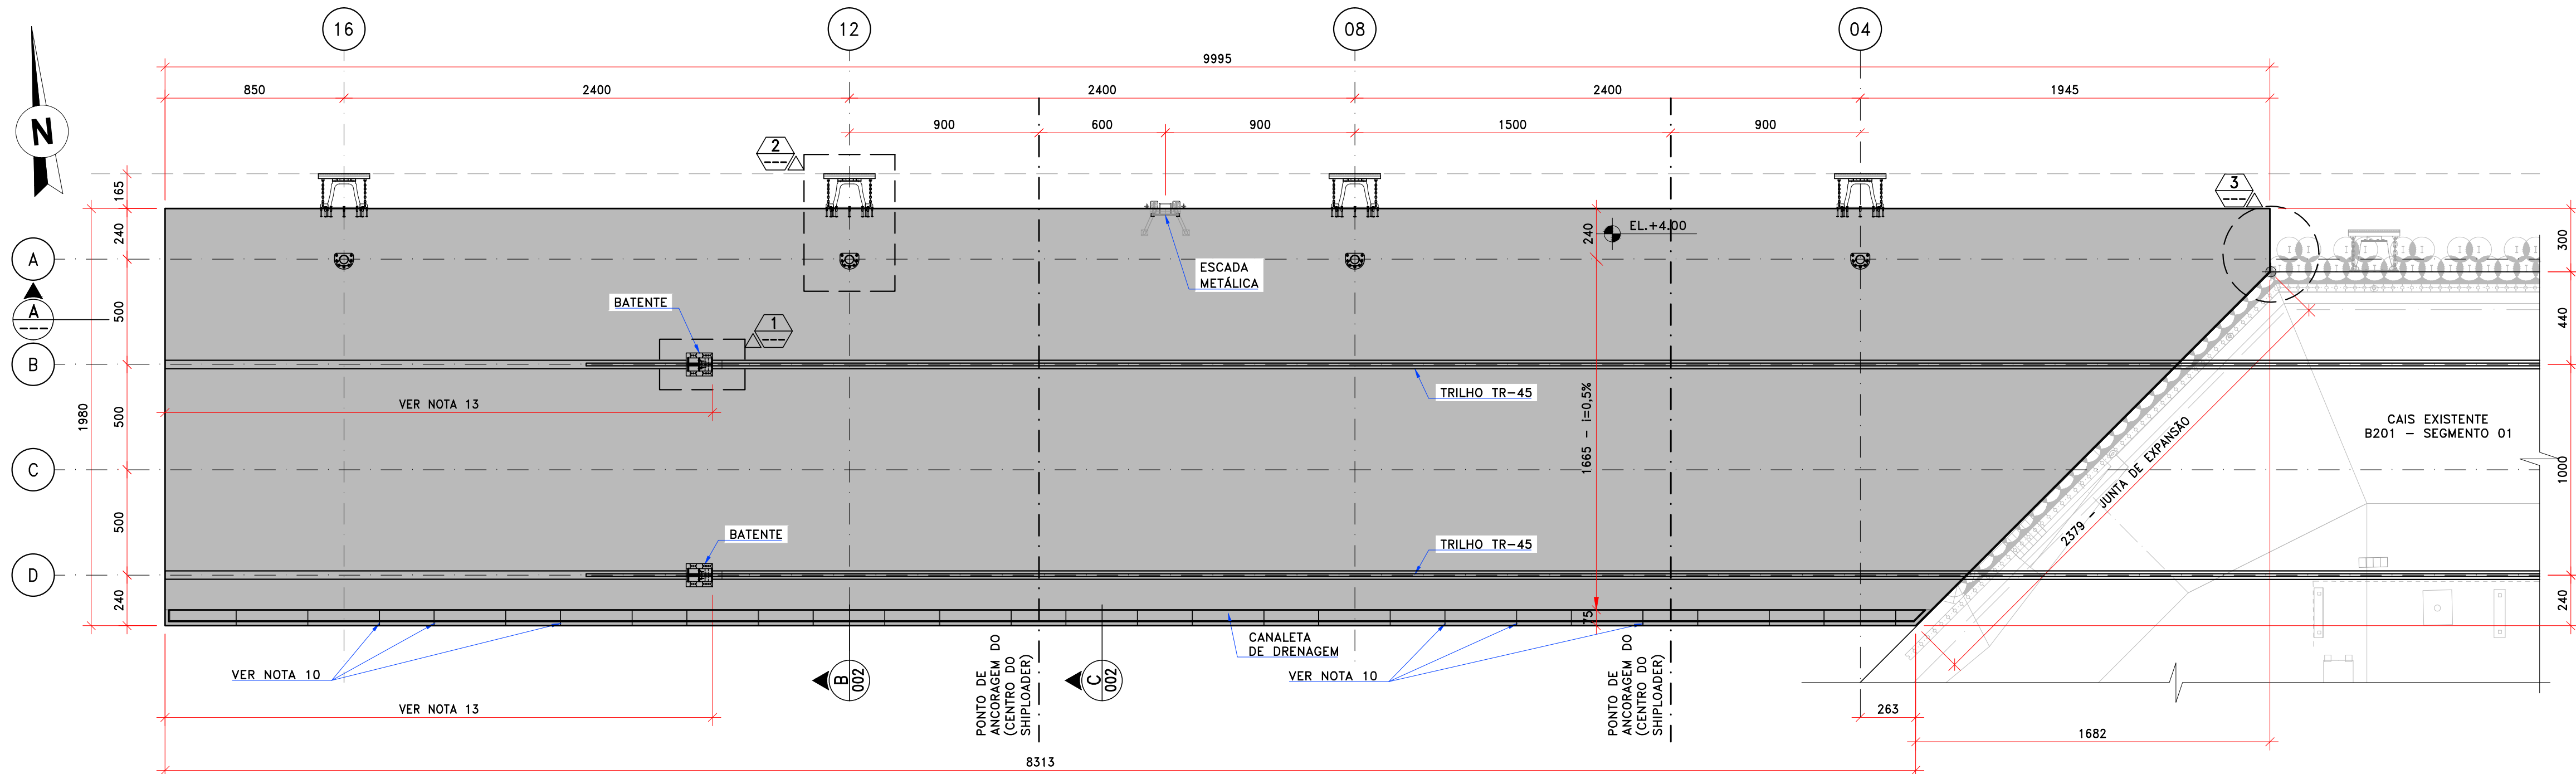 16
12
08
04
9995
850
2400
2400
2400
1945
900
600
900
1500
900
N
2
3
165
240
240
EL.+4.00
300
A
ESCADA
METÁLICA
BATENTE
A
500
1
440
B
TRILHO TR-45
VER NOTA 13
1980
500
1665 - i=0,5%
CAIS EXISTENTE
B201 - SEGMENTO 01
C
1000
2379 - JUNTA DE EXPANSÃO
500
BATENTE
TRILHO TR-45
D
240
240
75
CANALETA
DE DRENAGEM
VER NOTA 10
VER NOTA 10
B
002
C
002
PONTO DE
ANCORAGEM DO
(CENTRO DO
SHIPLOADER)
PONTO DE
ANCORAGEM DO
(CENTRO DO
SHIPLOADER)
VER NOTA 13
263
1682
8313